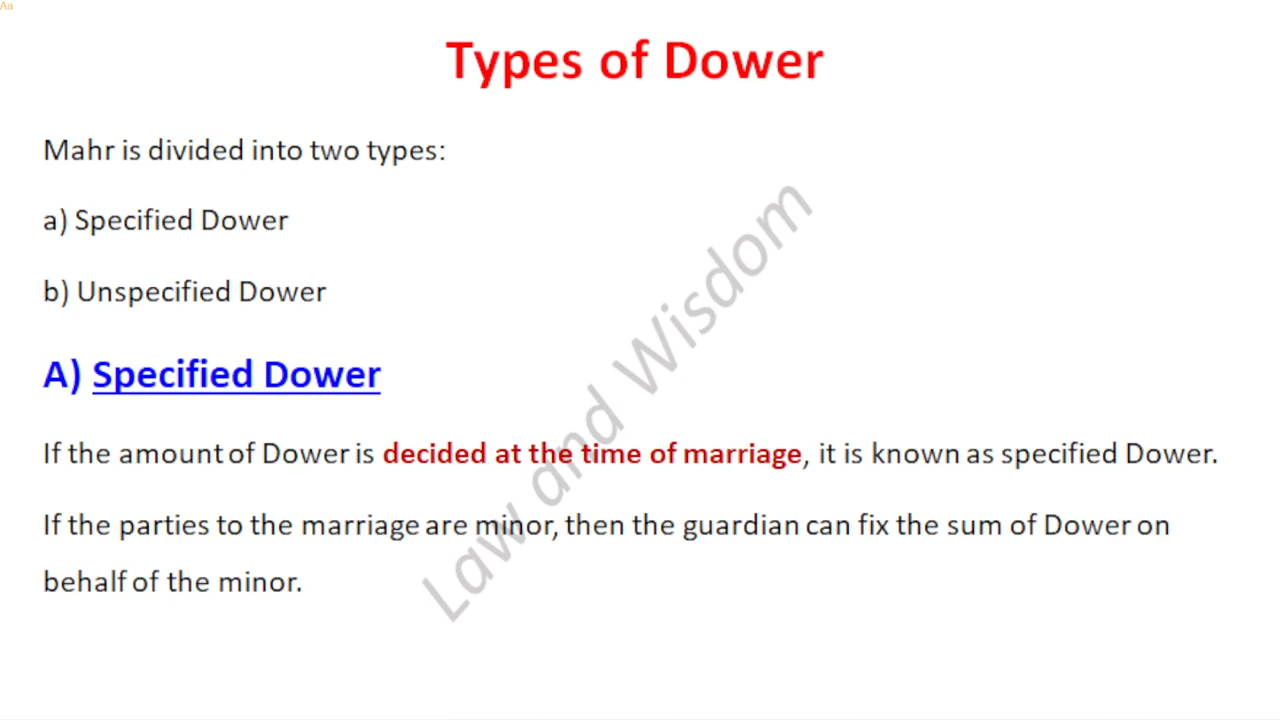 Aa
Types of Dower
Mahr is divided into two types:
a) Specified Dower
b) Unspecified Dower
A) Specified Dower
If the amount of Dower is decided at the time of marriage, it is known as specified Dower.
If the parties to the marriage are minor, then the guardian can fix the sum of Dower on
behalf of the minor.
Law and Wisdom